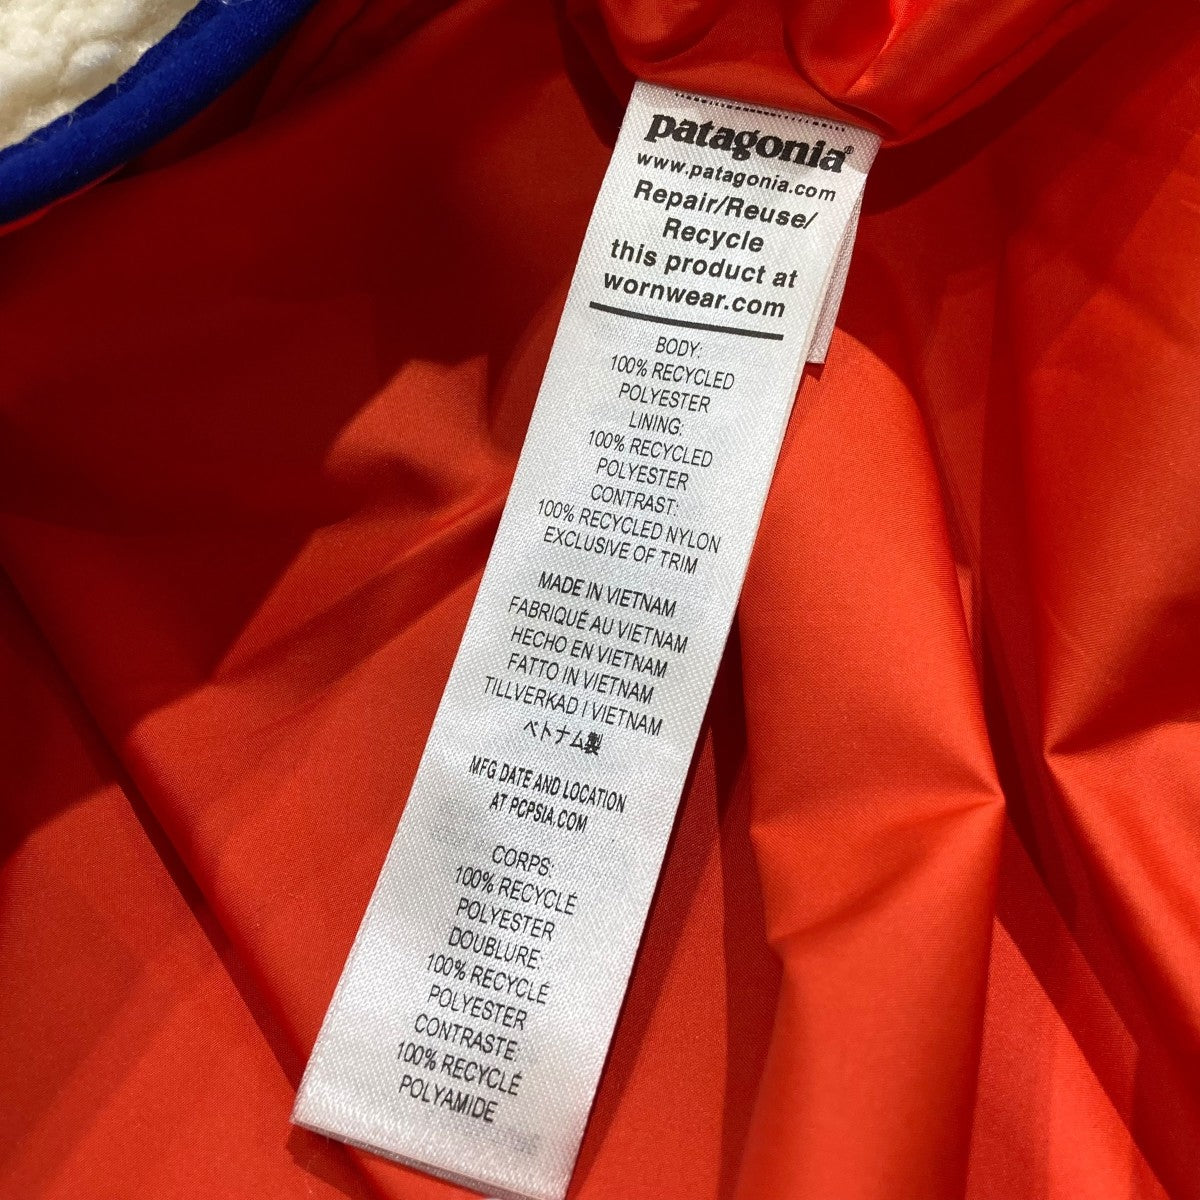 patagonia®
www.patagonia.com
Repair/Reuse/
Recycle
this product at
wornwear.com
BODY:
100% RECYCLED
POLYESTER
LINING:
100% RECYCLED
POLYESTER
CONTRAST:
100% RECYCLED NYLON
EXCLUSIVE OF TRIM
MADE IN VIETNAM
FABRIQUÉ AU VIETNAM
HECHO EN VIETNAM
FATTO IN VIETNAM
TILLVERKAD I VIETNAM
ベトナム製
MFG DATE AND LOCATION
AT PCPSIA.COM
CORPS:
100% RECYCLÉ
POLYESTER
DOUBLURE:
100% RECYCLÉ
POLYESTER
CONTRASTE:
100% RECYCLÉ
POLYAMIDE